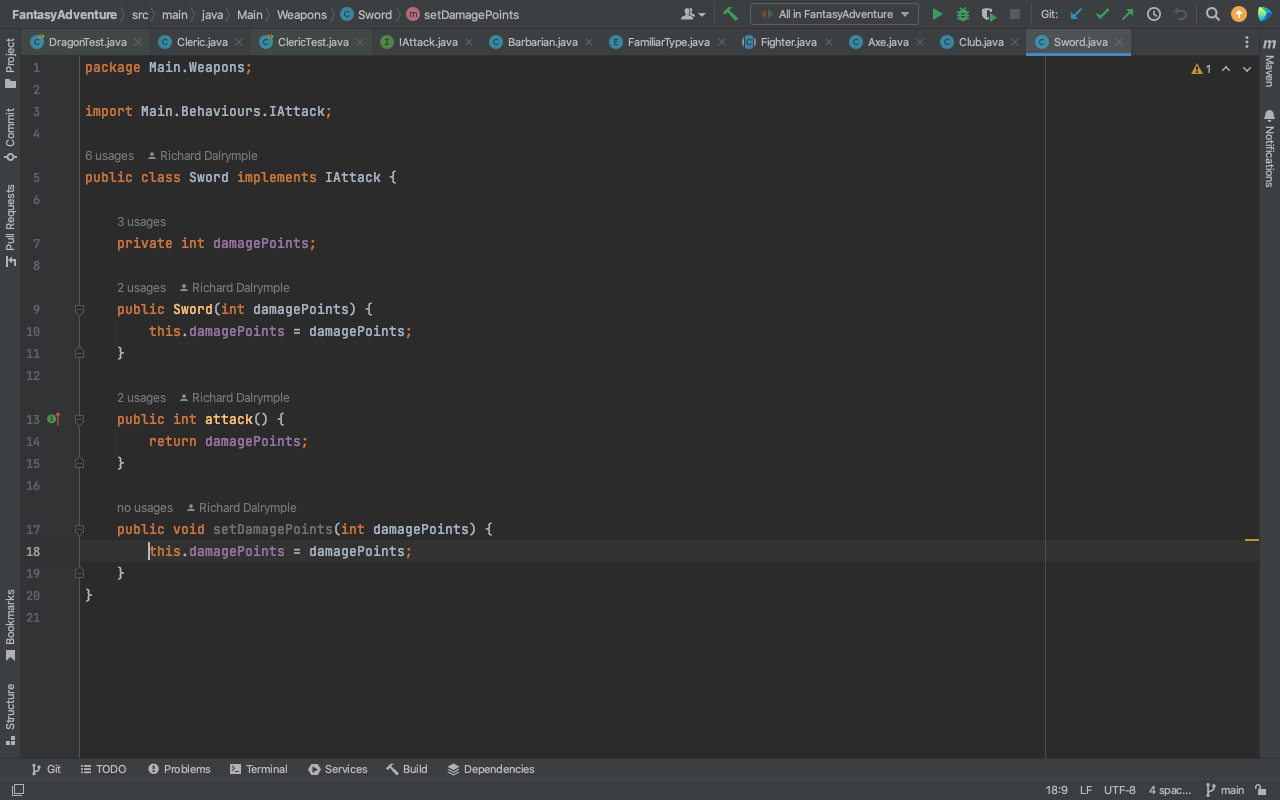 FantasyAdventure src main java Main Weapons Sword setDamagePoints All in FantasyAdventure Git:
DragonTest.java Cleric.java ClericTest.java IAttack.java Barbarian.java FamiliarType.java Fighter.java Axe.java Club.java Sword.java
Project
Commit
Pull Requests
Bookmarks
Structure
1 package Main.Weapons;
2
3 import Main.Behaviours.IAttack;
4
6 usages Richard Dalrymple
5 public class Sword implements IAttack {
6
3 usages
7 private int damagePoints;
8
2 usages Richard Dalrymple
9 public Sword(int damagePoints) {
10 this.damagePoints = damagePoints;
11 }
12
2 usages Richard Dalrymple
13 public int attack() {
14 return damagePoints;
15 }
16
no usages Richard Dalrymple
17 public void setDamagePoints(int damagePoints) {
18 this.damagePoints = damagePoints;
19 }
20 }
21
1
Maven
Notifications
Git TODO Problems Terminal Services Build Dependencies
18:9 LF UTF-8 4 spac... main